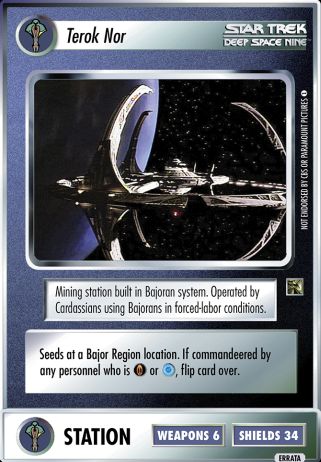 Terok Nor
STAR TREK
DEEP SPACE NINE
NOT ENDORSED BY CBS OR PARAMOUNT PICTURES
Mining station built in Bajoran system. Operated by
Cardassians using Bajorans in forced-labor conditions.
Seeds at a Bajor Region location. If commandeered by
any personnel who is or , flip card over.
STATION
WEAPONS 6
SHIELDS 34
ERRATA